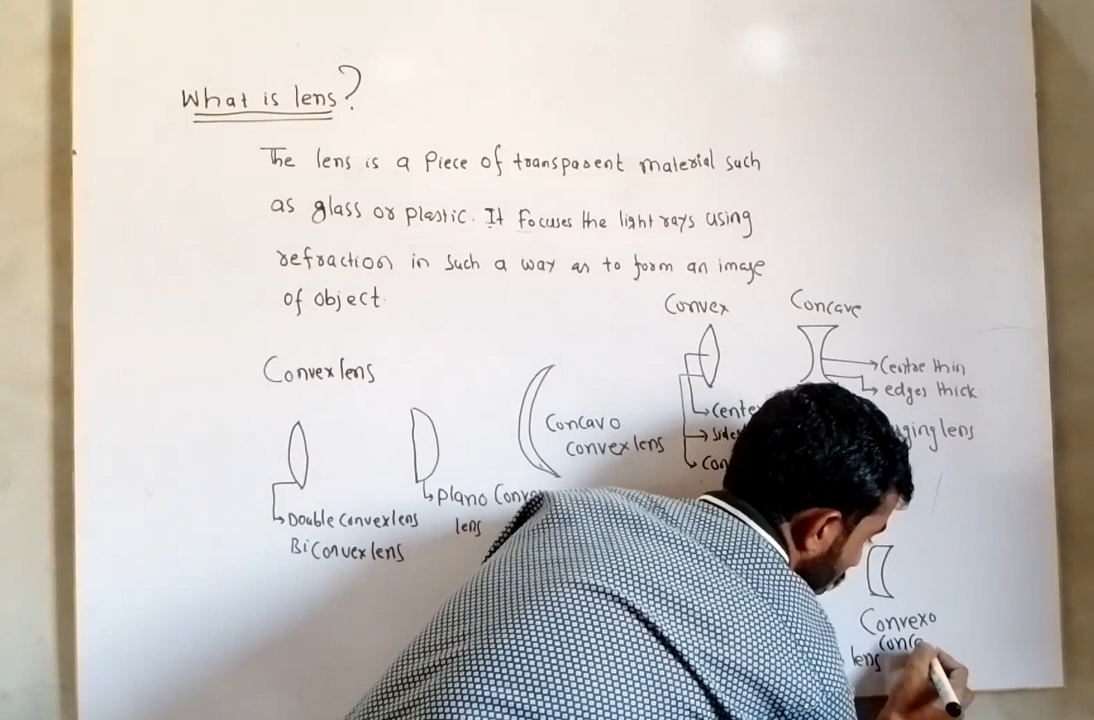 What is lens?
The lens is a piece of transparent material such
as glass or plastic. It focuses the light rays using
refraction in such a way as to form an image
of object.
Convex
Concave
Convex lens
Centre thin
edges thick
Concavo
convex lens
plano
lens
Double convex lens
Bi Convex lens
lens
Convexo
lens